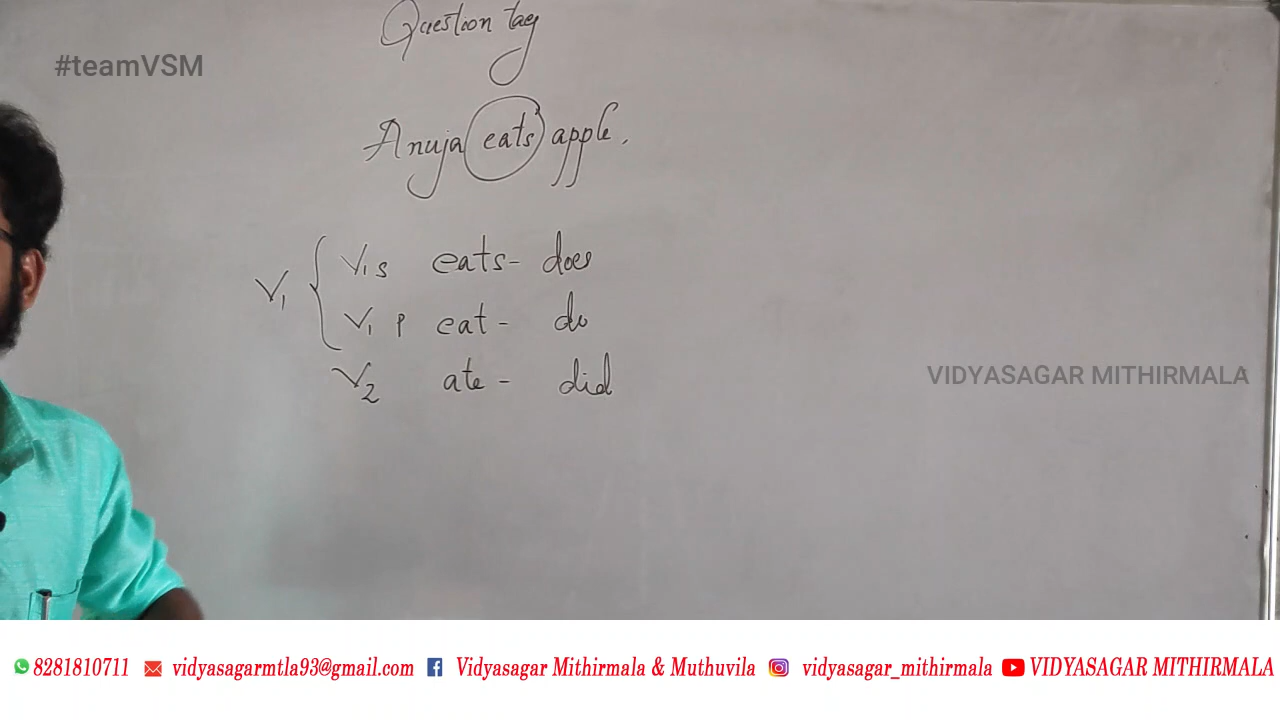 Question tag
#teamVSM
Anuja eats apple.
V1 { V1 S eats - does
V1 P eat - do
V2 ate - did
VIDYASAGAR MITHIRMALA
8281810711 vidyasagarmtla93@gmail.com Vidyasagar Mithirmala & Muthuvila vidyasagar_mithirmala VIDYASAGAR MITHIRMALA